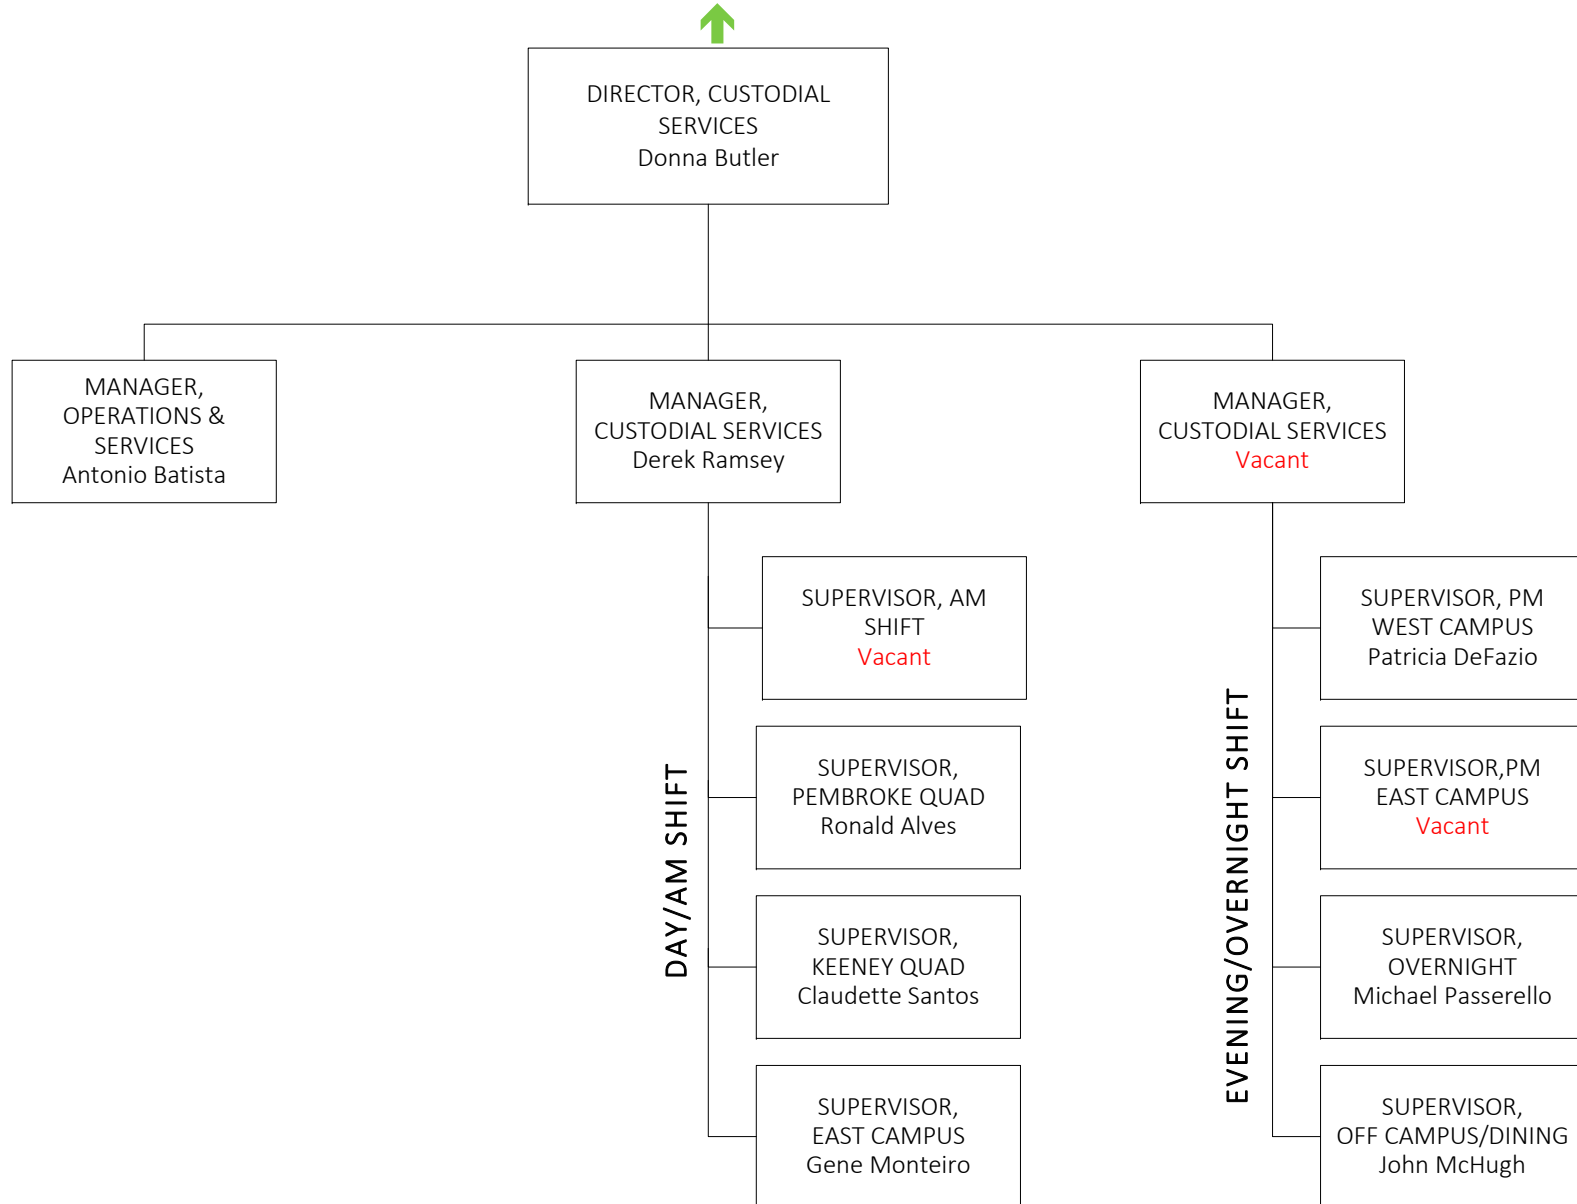 DIRECTOR, CUSTODIAL
SERVICES
Donna Butler
MANAGER,
OPERATIONS &
SERVICES
Antonio Batista
MANAGER,
CUSTODIAL SERVICES
Derek Ramsey
MANAGER,
CUSTODIAL SERVICES
Vacant
DAY/AM SHIFT
SUPERVISOR, AM
SHIFT
Vacant
SUPERVISOR,
PEMBROKE QUAD
Ronald Alves
SUPERVISOR,
KEENEY QUAD
Claudette Santos
SUPERVISOR,
EAST CAMPUS
Gene Monteiro
EVENING/OVERNIGHT SHIFT
SUPERVISOR, PM
WEST CAMPUS
Patricia DeFazio
SUPERVISOR,PM
EAST CAMPUS
Vacant
SUPERVISOR,
OVERNIGHT
Michael Passerello
SUPERVISOR,
OFF CAMPUS/DINING
John McHugh